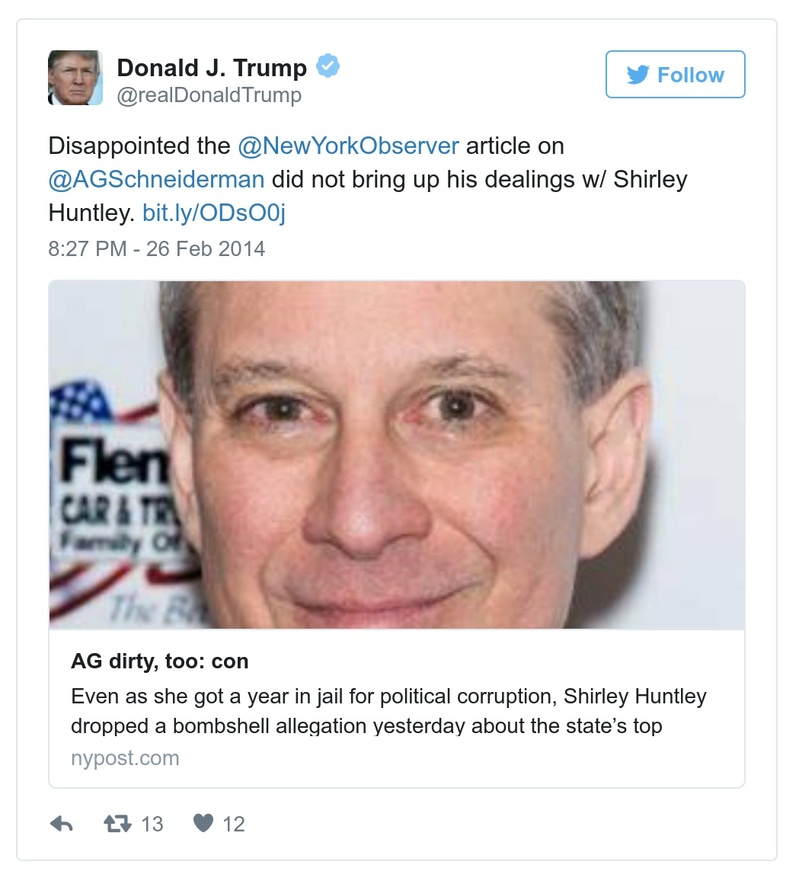 Donald J. Trump
@realDonaldTrump
Follow
Disappointed the @NewYorkObserver article on
@AGSchneiderman did not bring up his dealings w/ Shirley
Huntley. bit.ly/ODsO0j
8:27 PM - 26 Feb 2014
Flen
CAR & TR
Family Of
The Be
AG dirty, too: con
Even as she got a year in jail for political corruption, Shirley Huntley
dropped a bombshell allegation yesterday about the state’s top
nypost.com
13
12